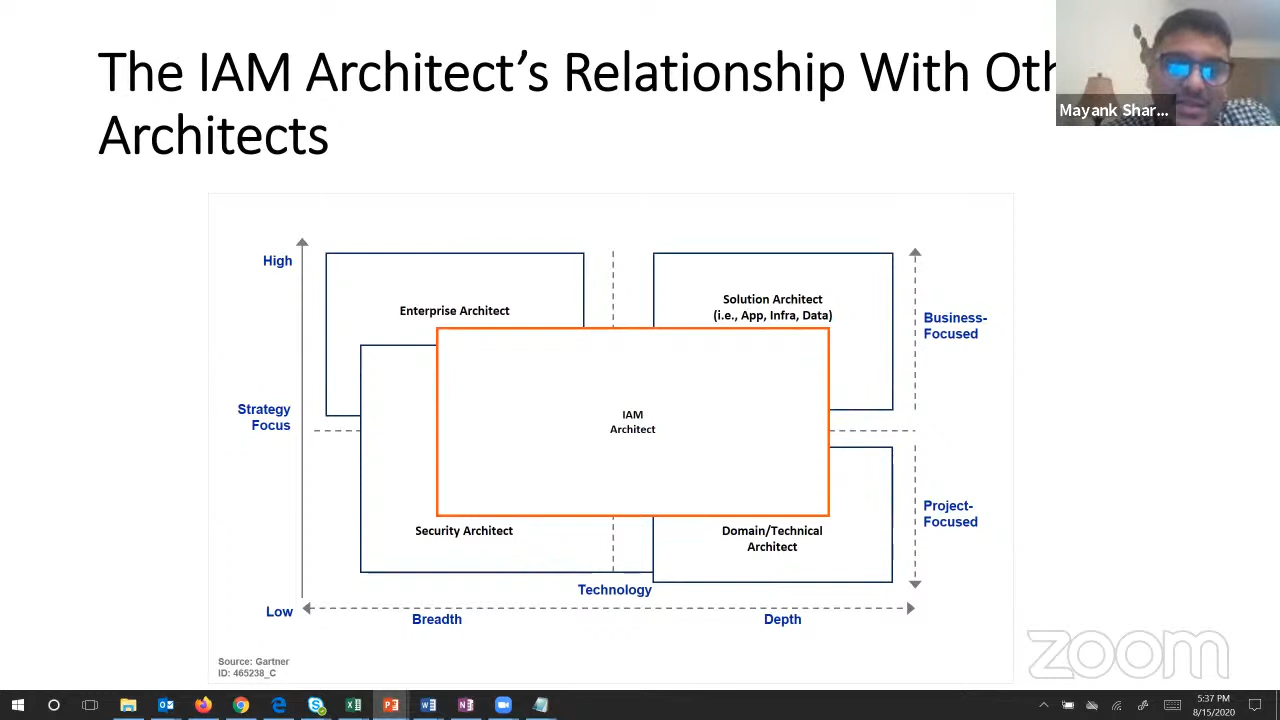 The IAM Architect's Relationship With Oth
Architects
Mayank Shar...
High
Enterprise Architect
Solution Architect
(i.e., App, Infra, Data)
Business-
Focused
Strategy
Focus
IAM
Architect
Project-
Focused
Security Architect
Domain/Technical
Architect
Technology
Low
Breadth
Depth
Source: Gartner
ID: 465238_C
zoom
5:37 PM
8/15/2020